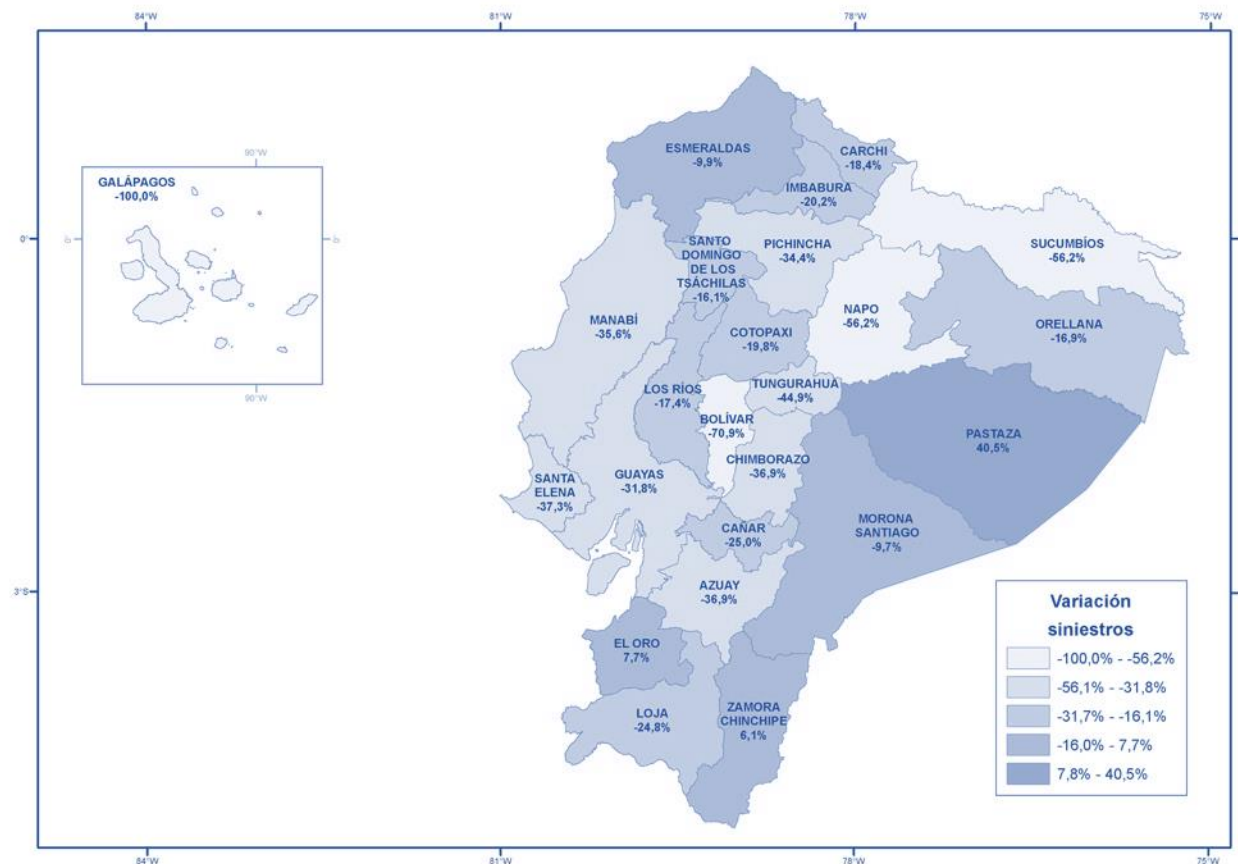 84°W
81°W
78°W
75°W
90°W
GALÁPAGOS
-100,0%
0°
0°
90°W
ESMERALDAS
-9,9%
CARCHI
-18,4%
IMBABURA
-20,2%
0°
SUCUMBÍOS
-56,2%
SANTO
DOMINGO
DE LOS
TSÁCHILAS
-16,1%
PICHINCHA
-34,4%
NAPO
-56,2%
ORELLANA
-16,9%
MANABÍ
-35,6%
COTOPAXI
-19,8%
LOS RÍOS
-17,4%
TUNGURAHUA
-44,9%
BOLÍVAR
-70,9%
PASTAZA
40,5%
CHIMBORAZO
-36,9%
GUAYAS
-31,8%
SANTA
ELENA
-37,3%
CAÑAR
-25,0%
MORONA
SANTIAGO
-9,7%
3°S
AZUAY
-36,9%
EL ORO
7,7%
LOJA
-24,8%
ZAMORA
CHINCHIPE
6,1%
Variación
siniestros
-100,0% - -56,2%
-56,1% - -31,8%
-31,7% - -16,1%
-16,0% - 7,7%
7,8% - 40,5%
84°W
81°W
78°W
75°W